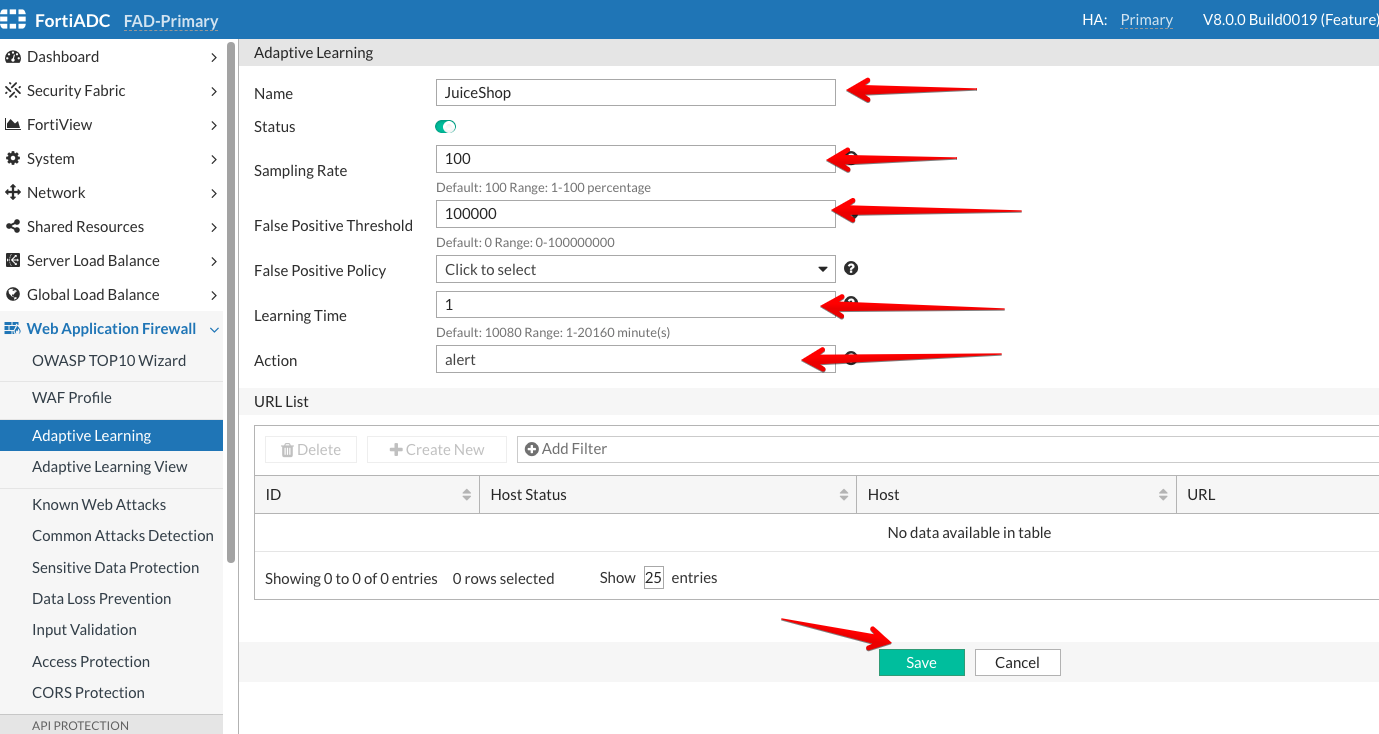 FortiADC FAD-Primary HA: Primary V8.0.0 Build0019 (Feature)
Dashboard
Security Fabric
FortiView
System
Network
Shared Resources
Server Load Balance
Global Load Balance
Web Application Firewall
OWASP TOP10 Wizard
WAF Profile
Adaptive Learning
Adaptive Learning View
Known Web Attacks
Common Attacks Detection
Sensitive Data Protection
Data Loss Prevention
Input Validation
Access Protection
CORS Protection
API PROTECTION
Adaptive Learning
Name JuiceShop
Status
Sampling Rate 100
Default: 100 Range: 1-100 percentage
False Positive Threshold 100000
Default: 0 Range: 0-100000000
False Positive Policy Click to select
Learning Time 1
Default: 10080 Range: 1-20160 minute(s)
Action alert
URL List
Delete Create New Add Filter
ID Host Status Host URL
No data available in table
Showing 0 to 0 of 0 entries 0 rows selected Show 25 entries
Save Cancel